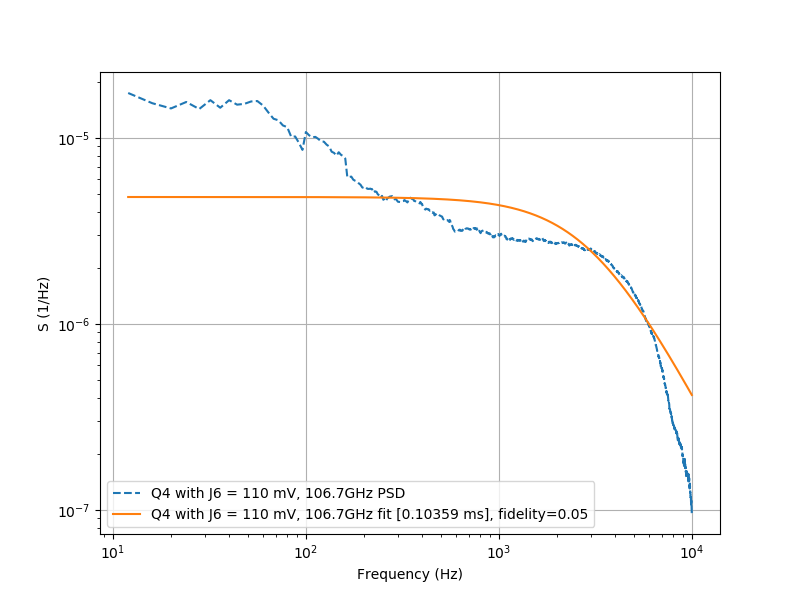 S (1/Hz)
10⁻⁵
10⁻⁶
10⁻⁷
Q4 with J6 = 110 mV, 106.7GHz PSD
Q4 with J6 = 110 mV, 106.7GHz fit [0.10359 ms], fidelity=0.05
10¹ 10² 10³ 10⁴
Frequency (Hz)